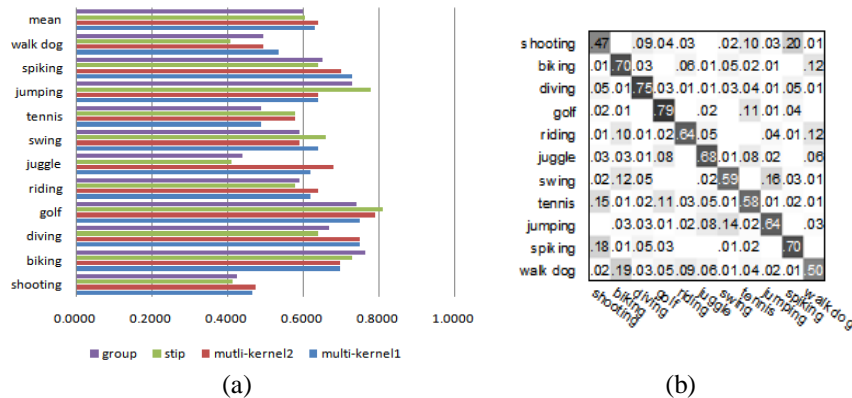 mean
walk dog
spiking
jumping
tennis
swing
juggle
riding
golf
diving
biking
shooting
0.0000 0.2000 0.4000 0.6000 0.8000 1.0000
group stip mutli-kernel2 multi-kernel1
(a)
shooting .47 .09 .04 .03 .02 .10 .03 .20 .01
biking .01 .70 .03 .06 .01 .05 .02 .01 .12
diving .05 .01 .75 .03 .01 .01 .03 .04 .01 .05 .01
golf .02 .01 .79 .02 .11 .01 .04
riding .01 .10 .01 .02 .64 .05 .04 .01 .12
juggle .03 .03 .01 .08 .68 .01 .08 .02 .06
swing .02 .12 .05 .02 .59 .16 .03 .01
tennis .15 .01 .02 .11 .03 .05 .01 .58 .01 .02 .01
jumping .03 .03 .01 .02 .08 .14 .02 .64 .03
spiking .18 .01 .05 .03 .01 .02 .70
walk dog .02 .19 .03 .05 .09 .06 .01 .04 .02 .01 .50
shooting biking diving golf riding juggle swing tennis jumping spiking walk dog
(b)